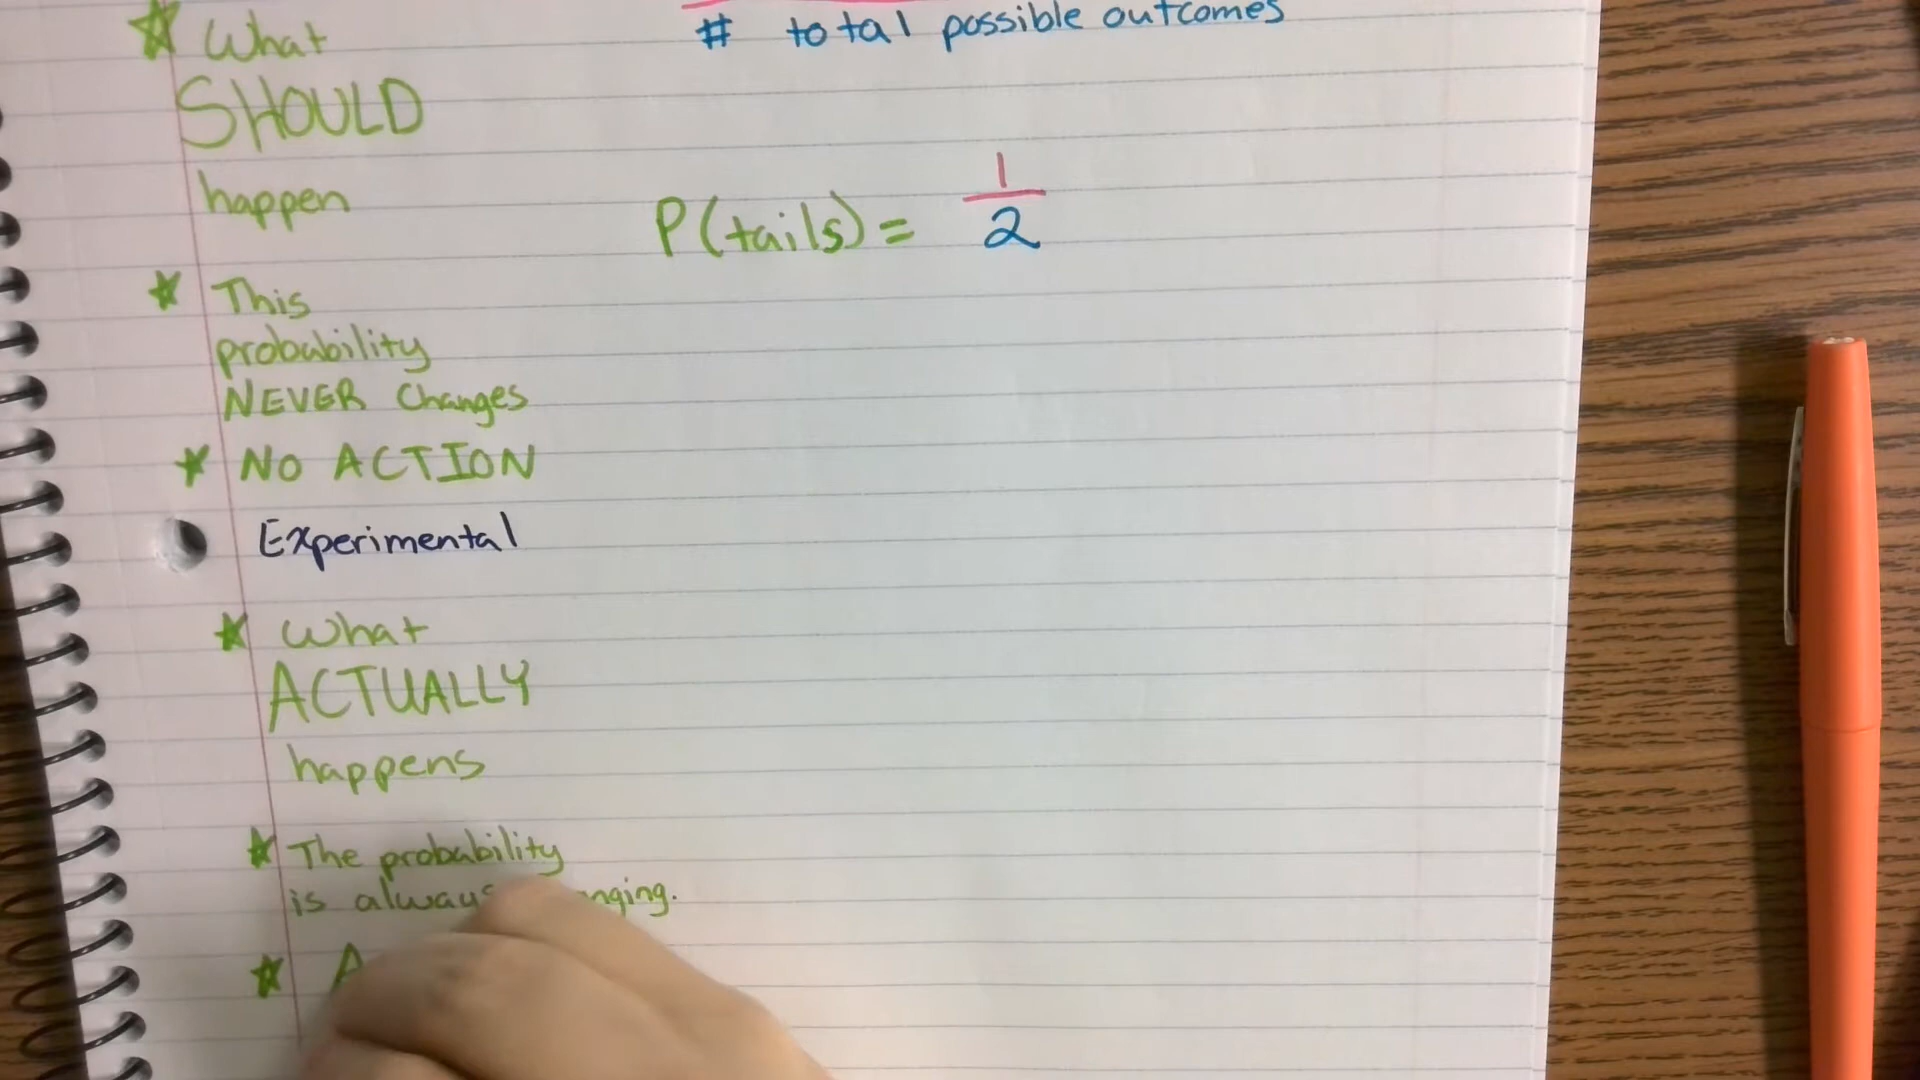 What
SHOULD
happen
# total possible outcomes
P(tails) = 1/2
This
probability
NEVER Changes
NO ACTION
Experimental
What
ACTUALLY
happens
The probability
is